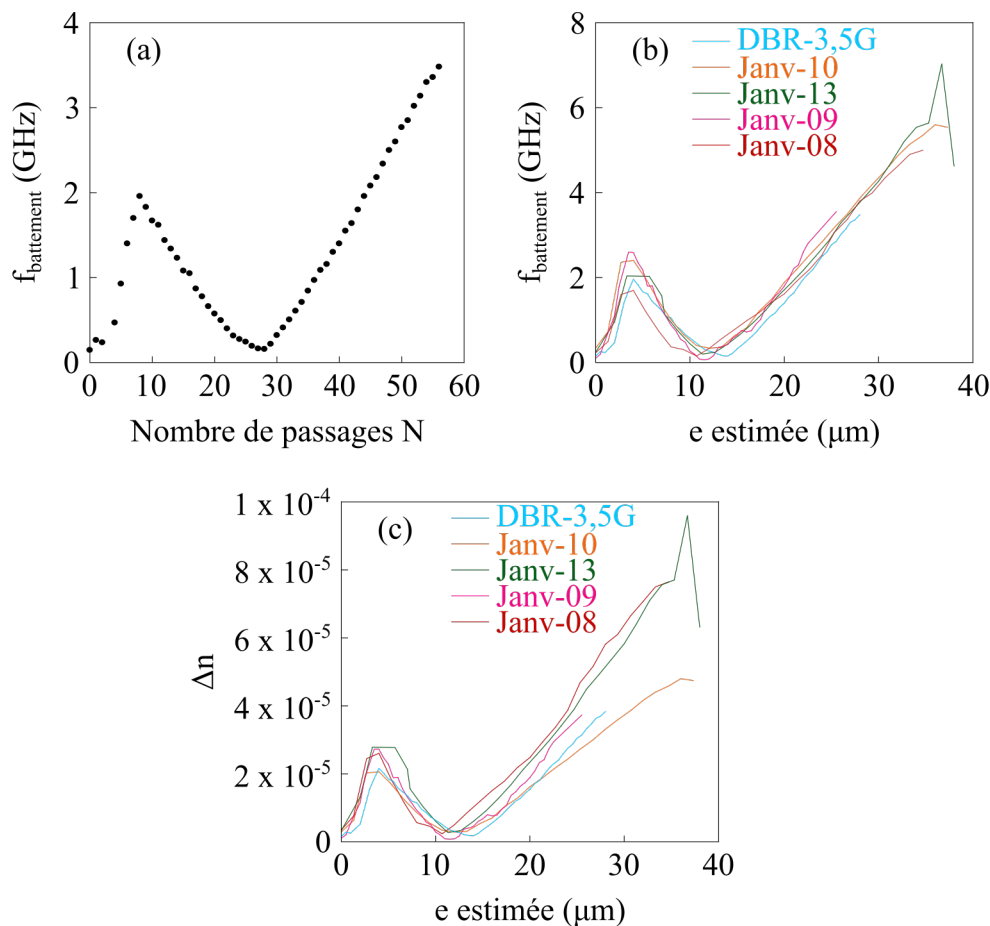 (a)
f_battement (GHz)
4
3
2
1
0
0 10 20 30 40 50 60
Nombre de passages N
(b)
DBR-3,5G
Janv-10
Janv-13
Janv-09
Janv-08
f_battement (GHz)
8
6
4
2
0
0 10 20 30 40
e estimée (µm)
(c)
DBR-3,5G
Janv-10
Janv-13
Janv-09
Janv-08
Δn
1 x 10⁻⁴
8 x 10⁻⁵
6 x 10⁻⁵
4 x 10⁻⁵
2 x 10⁻⁵
0
0 10 20 30 40
e estimée (µm)